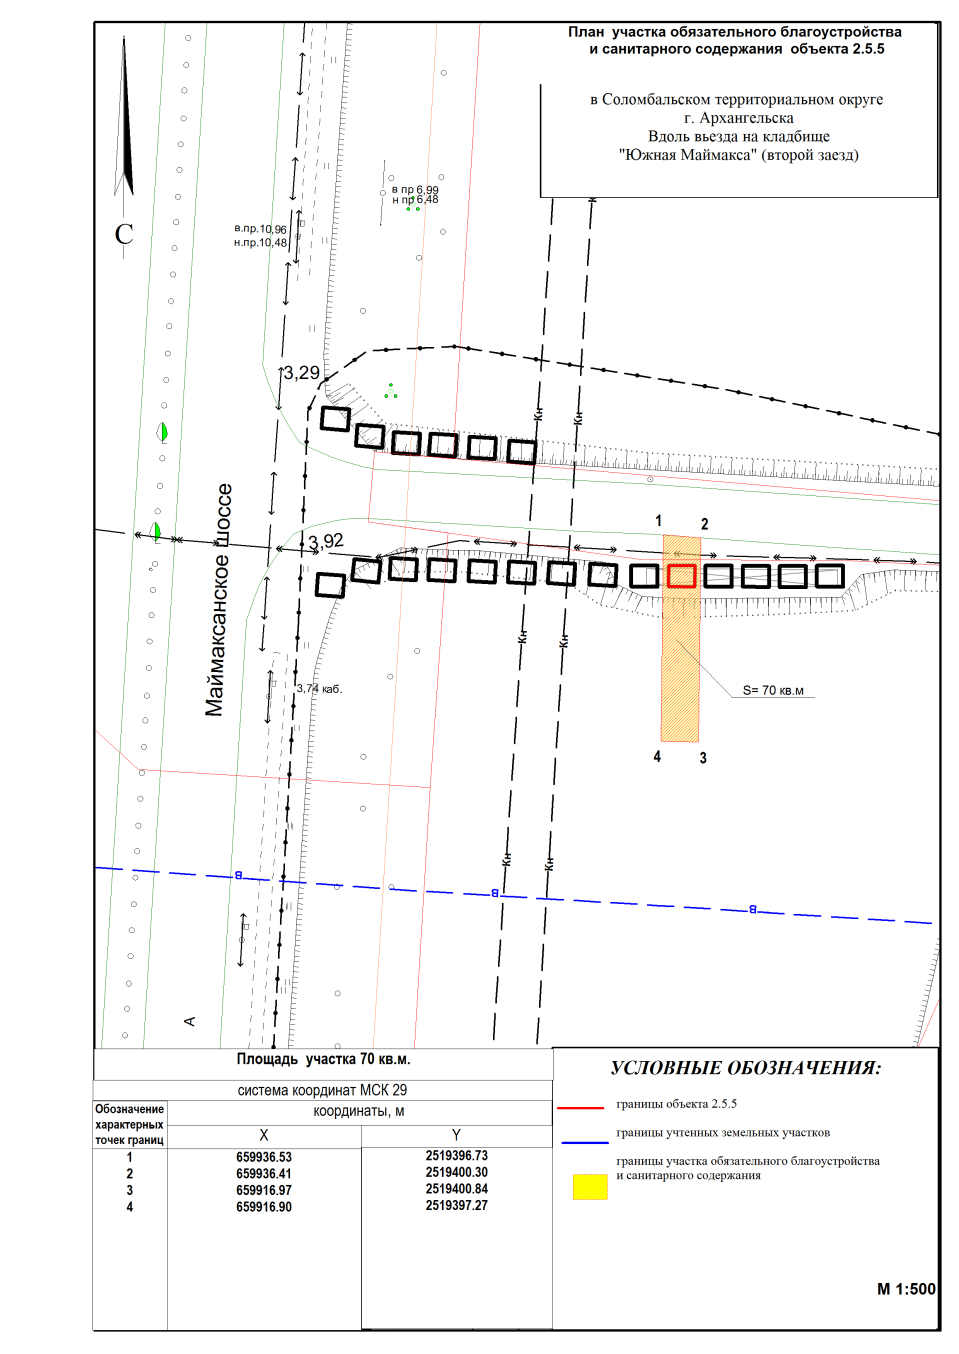 План участка обязательного благоустройства
и санитарного содержания объекта 2.5.5
в Соломбальском территориальном округе
г. Архангельска
Вдоль вьезда на кладбище
"Южная Маймакса" (второй заезд)
С
в пр 6,99
н пр 6,48
в.пр.10,96
н.пр.10,48
3,29
Кн
Кн
Маймаксанское шоссе
3,92
1
2
Кн
Кн
3,74 каб.
S= 70 кв.м
4
3
Кн
Кн
В
В
В
А
Площадь участка 70 кв.м.
система координат МСК 29
Обозначение
характерных
точек границ
координаты, м
X
Y
1 659936.53 2519396.73
2 659936.41 2519400.30
3 659916.97 2519400.84
4 659916.90 2519397.27
УСЛОВНЫЕ ОБОЗНАЧЕНИЯ:
границы объекта 2.5.5
границы учтенных земельных участков
границы участка обязательного благоустройства
и санитарного содержания
М 1:500